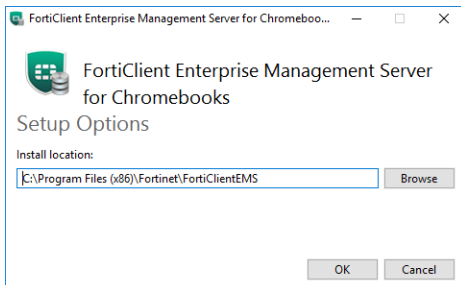 FortiClient Enterprise Management Server for Chromeboo...
FortiClient Enterprise Management Server
for Chromebooks
Setup Options
Install location:
C:\Program Files (x86)\Fortinet\FortiClientEMS
Browse
OK
Cancel